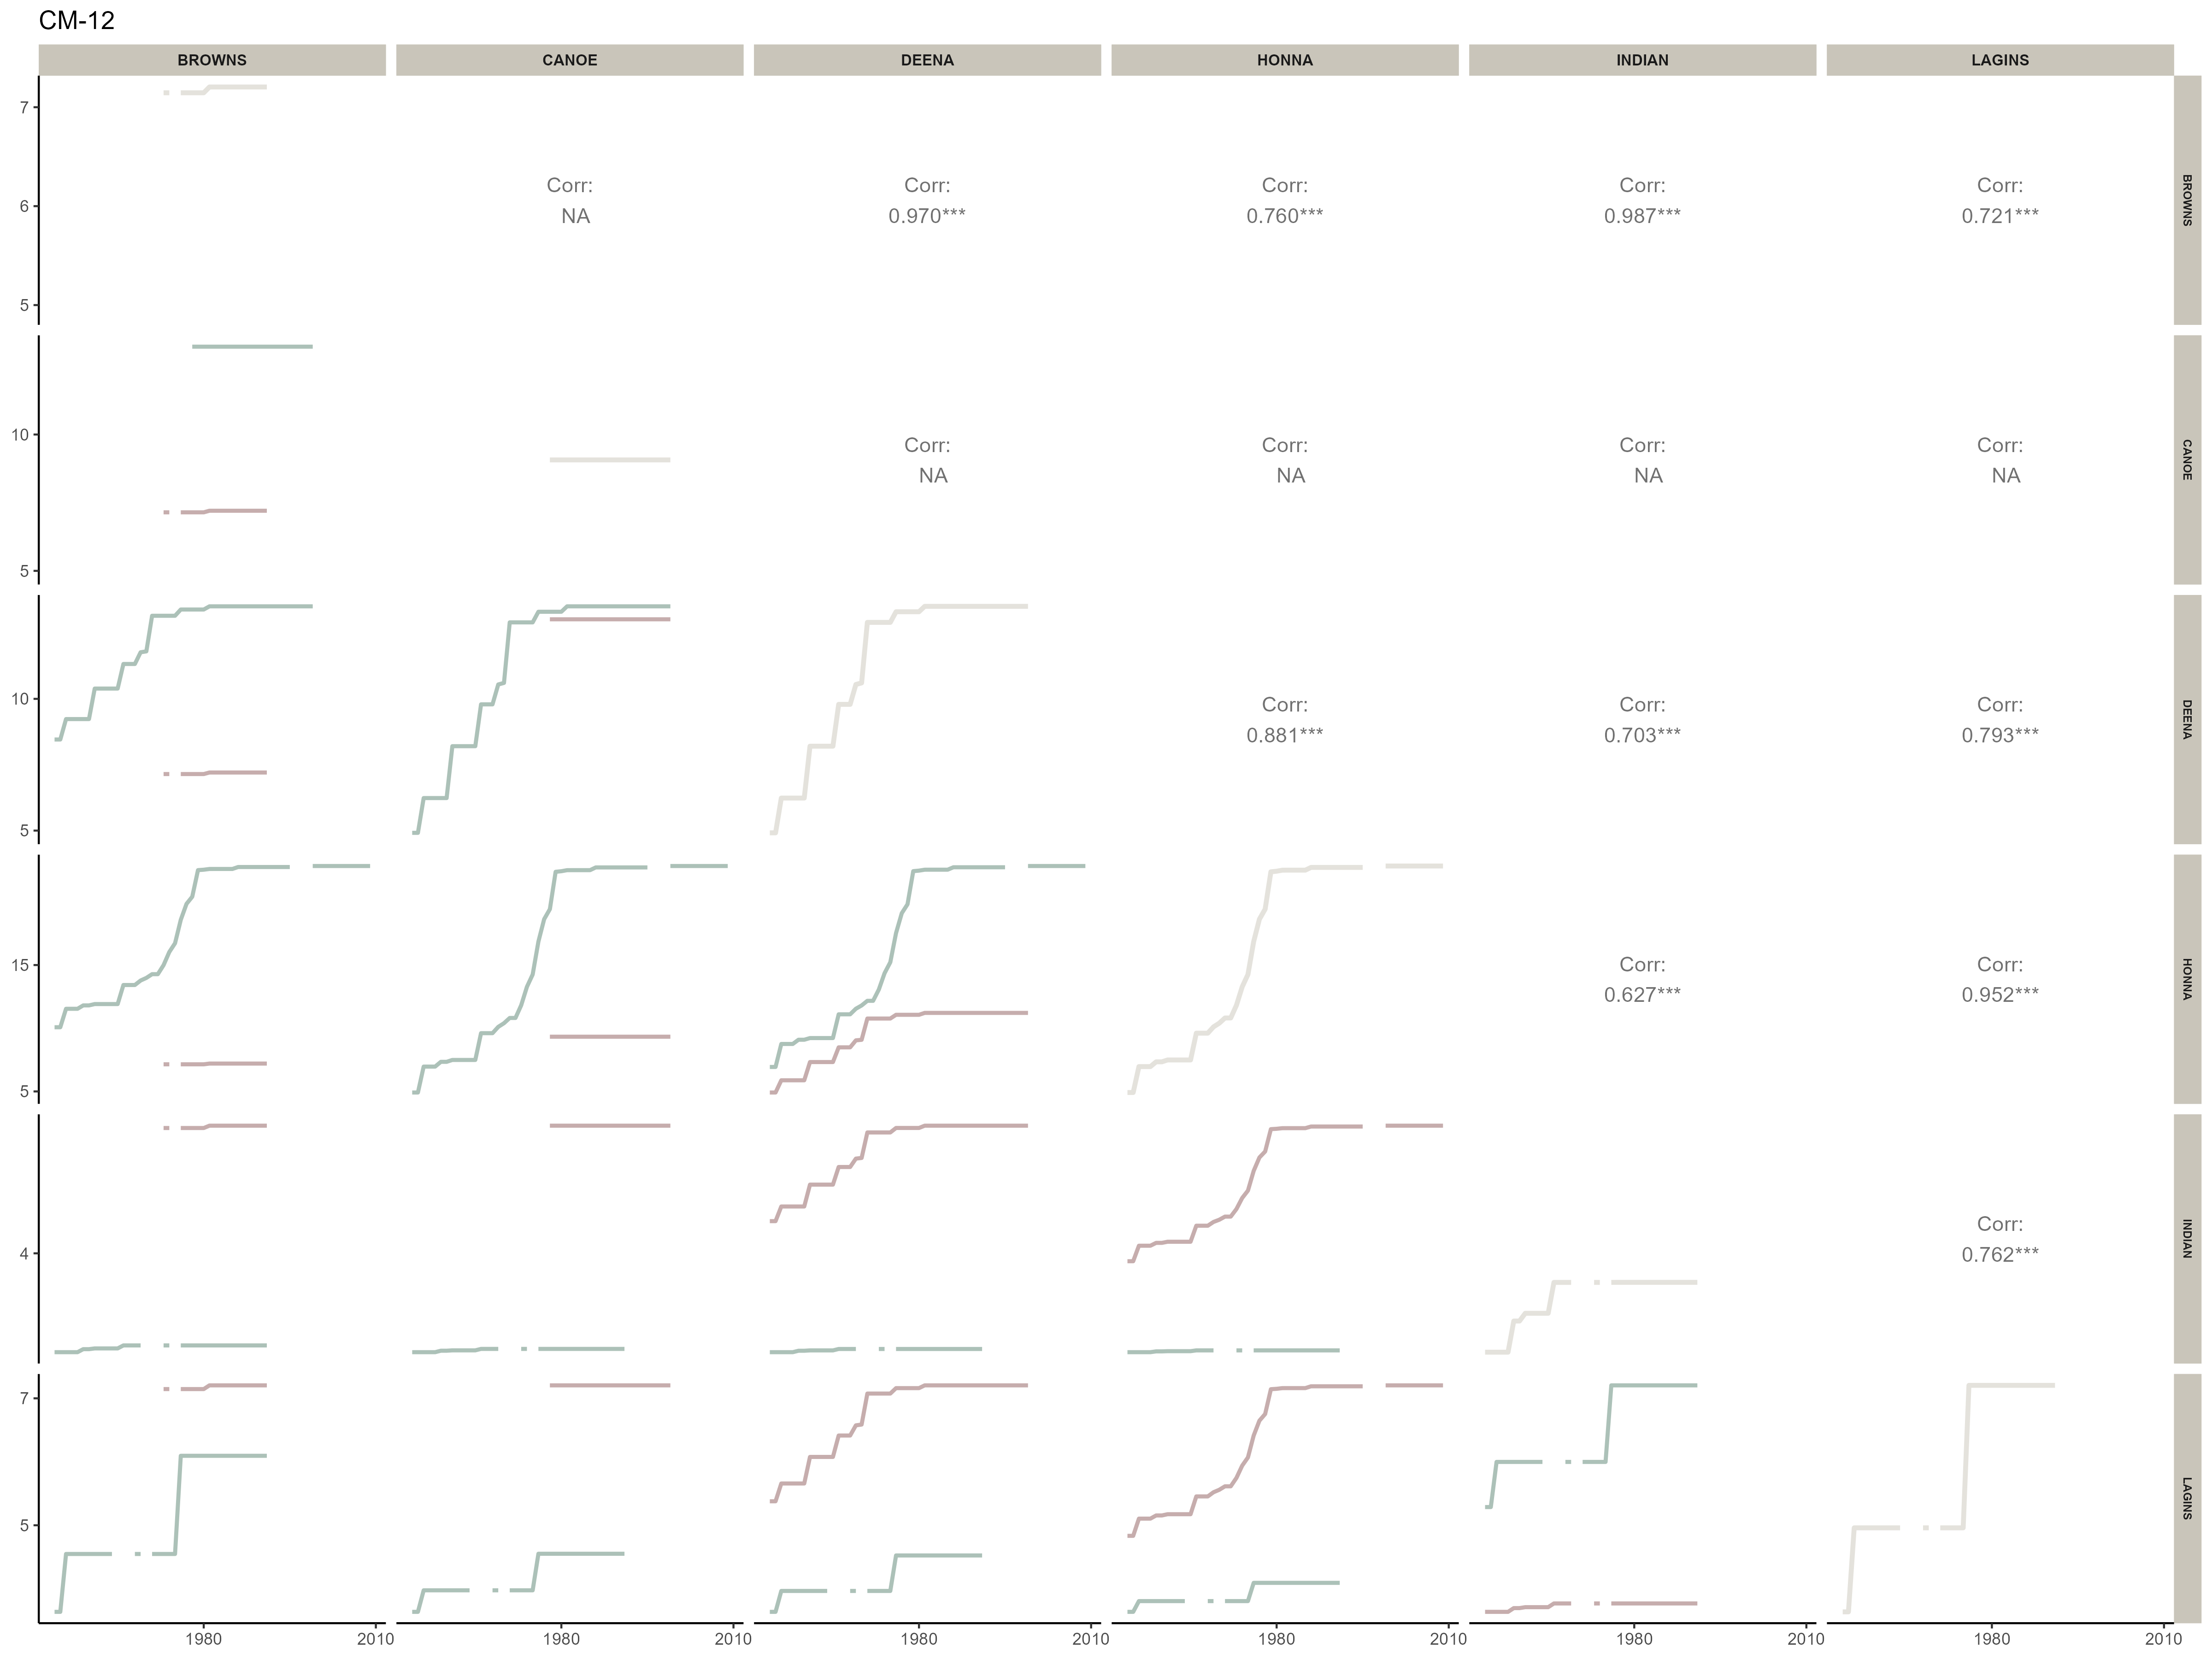 CM-12
BROWNS CANOE DEENA HONNA INDIAN LAGINS
7
Corr: Corr: Corr: Corr: Corr:
6 NA 0.970*** 0.760*** 0.987*** 0.721*** BROWNS
5
10 Corr: Corr: Corr: Corr: CANOE
NA NA NA NA
5
10 Corr: Corr: Corr: DEENA
0.881*** 0.703*** 0.793***
5
15 Corr: Corr: HONNA
0.627*** 0.952***
5
Corr: INDIAN
4 0.762***
7
LAGINS
5
1980 2010 1980 2010 1980 2010 1980 2010 1980 2010 1980 2010